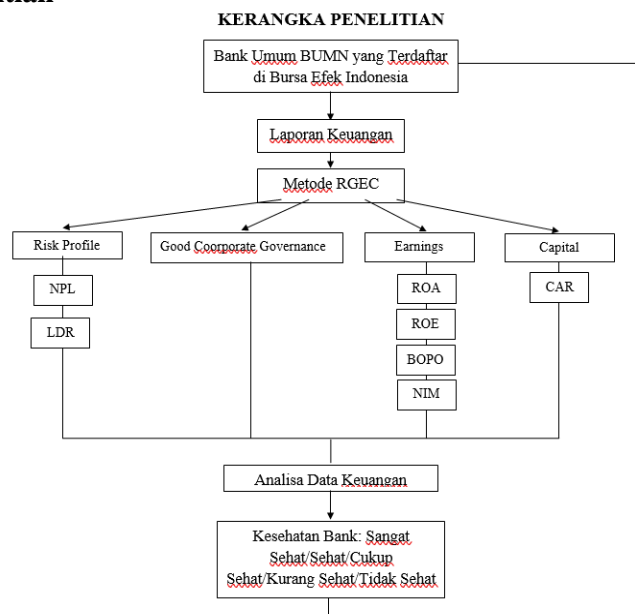 KERANGKA PENELITIAN
Bank Umum BUMN yang Terdaftar
di Bursa Efek Indonesia
Laporan Keuangan
Metode RGEC
Risk Profile
Good Coorporate Governance
Earnings
Capital
NPL
ROA
CAR
LDR
ROE
BOPO
NIM
Analisa Data Keuangan
Kesehatan Bank: Sangat
Sehat/Sehat/Cukup
Sehat/Kurang Sehat/Tidak Sehat